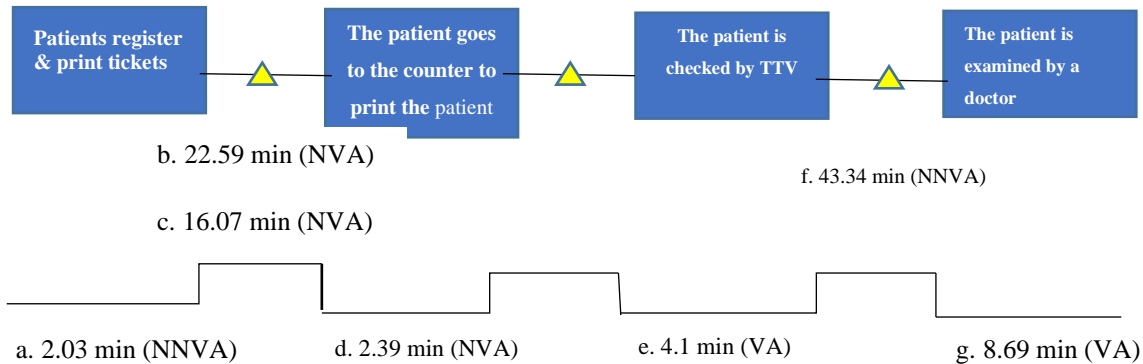 Patients register
& print tickets
The patient goes
to the counter to
print the patient
The patient is
checked by TTV
The patient is
examined by a
doctor
b. 22.59 min (NVA)
f. 43.34 min (NNVA)
c. 16.07 min (NVA)
a. 2.03 min (NNVA)
d. 2.39 min (NVA)
e. 4.1 min (VA)
g. 8.69 min (VA)